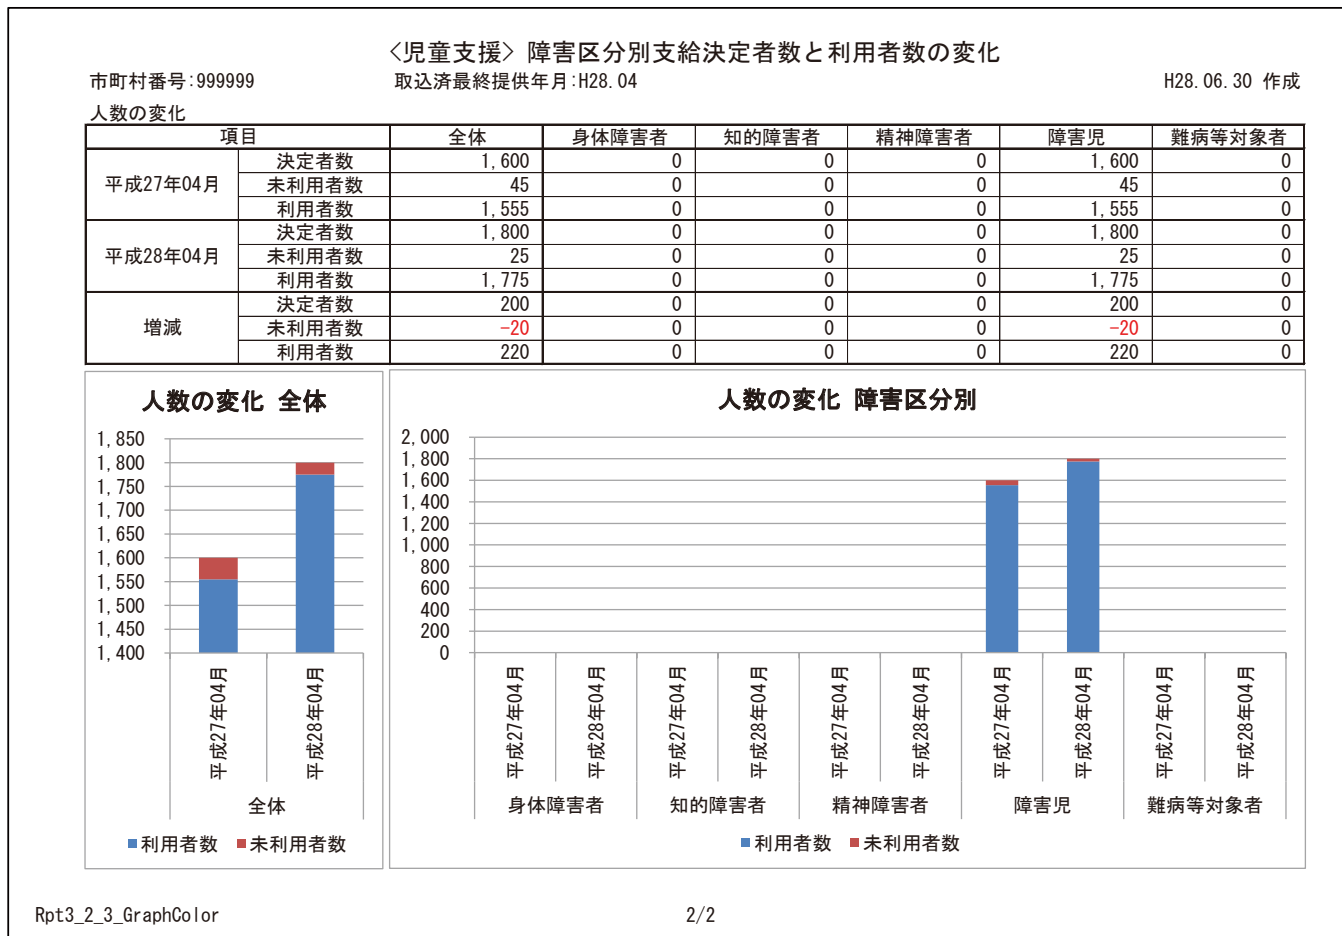 〈児童支援〉障害区分別支給決定者数と利用者数の変化
市町村番号:999999 取込済最終提供年月:H28.04 H28.06.30 作成
人数の変化
項目 全体 身体障害者 知的障害者 精神障害者 障害児 難病等対象者
平成27年04月 決定者数 1,600 0 0 0 1,600 0
未利用者数 45 0 0 0 45 0
利用者数 1,555 0 0 0 1,555 0
平成28年04月 決定者数 1,800 0 0 0 1,800 0
未利用者数 25 0 0 0 25 0
利用者数 1,775 0 0 0 1,775 0
増減 決定者数 200 0 0 0 200 0
未利用者数 -20 0 0 0 -20 0
利用者数 220 0 0 0 220 0
人数の変化 全体
1,850
1,800
1,750
1,700
1,650
1,600
1,550
1,500
1,450
1,400
平成27年04月 平成28年04月
全体
利用者数 未利用者数
人数の変化 障害区分別
2,000
1,800
1,600
1,400
1,200
1,000
800
600
400
200
0
平成27年04月 平成28年04月 平成27年04月 平成28年04月 平成27年04月 平成28年04月 平成27年04月 平成28年04月 平成27年04月 平成28年04月
身体障害者 知的障害者 精神障害者 障害児 難病等対象者
利用者数 未利用者数
Rpt3_2_3_GraphColor 2/2